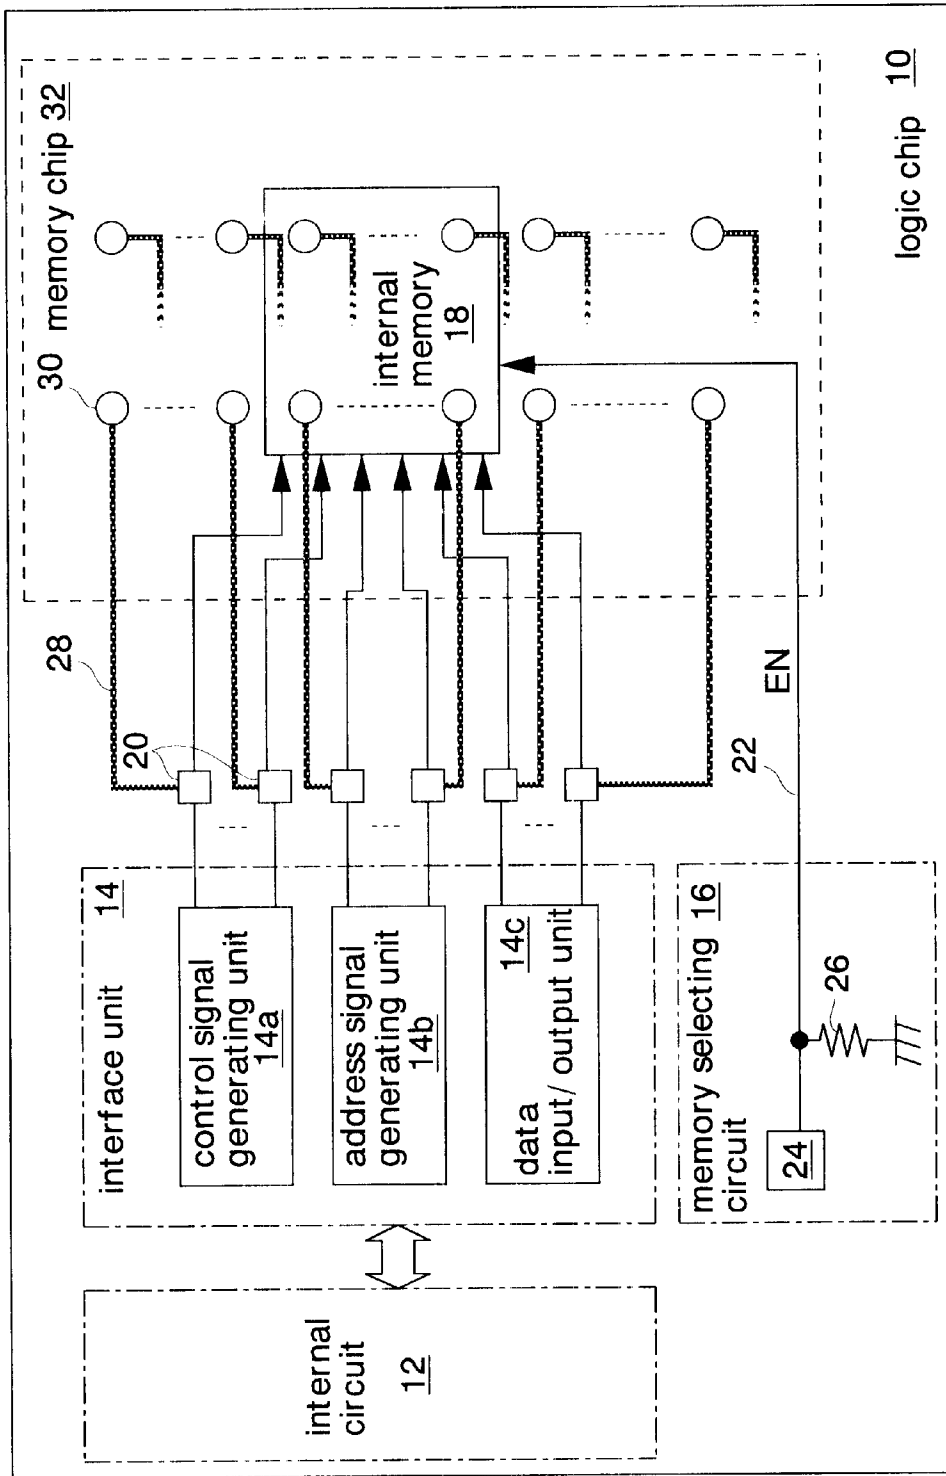 internal
circuit
12
interface unit 14
control signal
generating unit
14a
address signal
generating unit
14b
data 14c
input/ output unit
memory selecting 16
circuit
24
26
20
28
22
EN
30
memory chip 32
internal
memory
18
logic chip 10